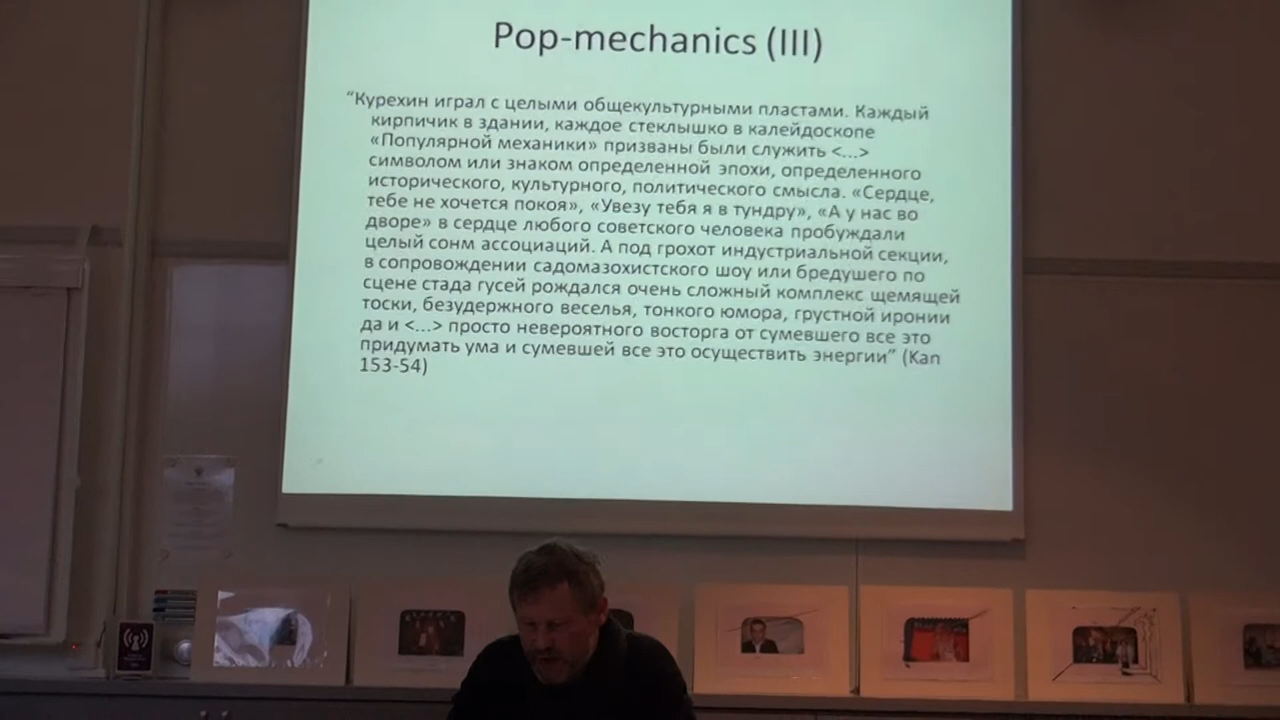 Pop-mechanics (III)
“Курехин играл с целыми общекультурными пластами. Каждый
кирпичик в здании, каждое стеклышко в калейдоскопе
«Популярной механики» призваны были служить <...>
символом или знаком определенной эпохи, определенного
исторического, культурного, политического смысла. «Сердце,
тебе не хочется покоя», «Увезу тебя я в тундру», «А у нас во
дворе» в сердце любого советского человека пробуждали
целый сонм ассоциаций. А под грохот индустриальной секции,
в сопровождении садомазохистского шоу или бредушего по
сцене стада гусей рождался очень сложный комплекс щемящей
тоски, безудержного веселья, тонкого юмора, грустной иронии
да и <...> просто невероятного восторга от сумевшего все это
придумать ума и сумевшей все это осуществить энергии” (Kan
153-54)